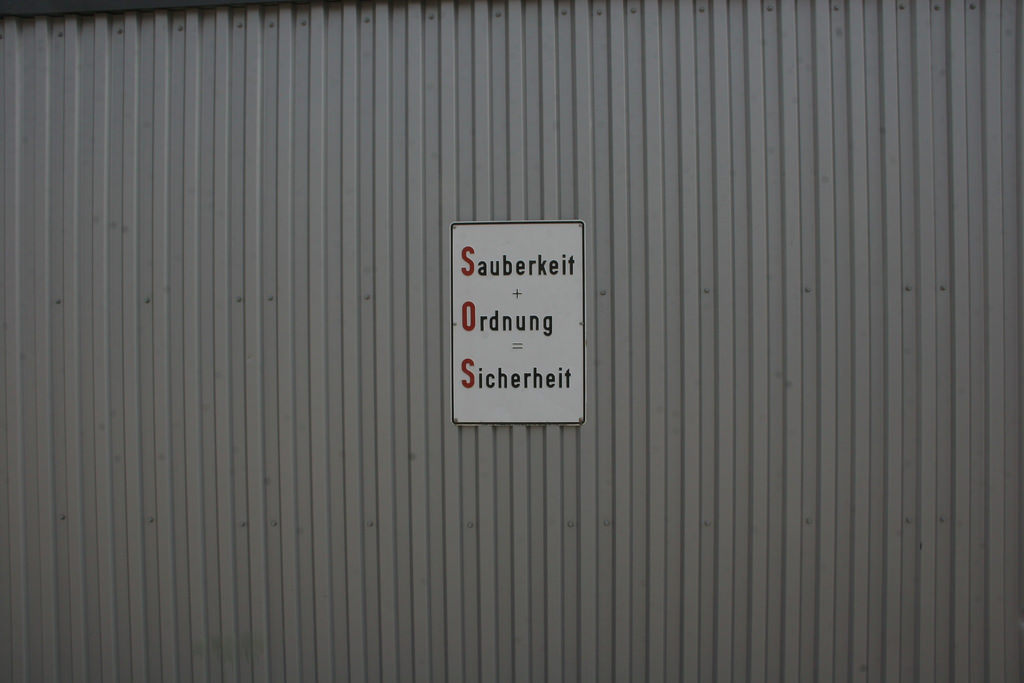 Sauberkeit
+
Ordnung
=
Sicherheit